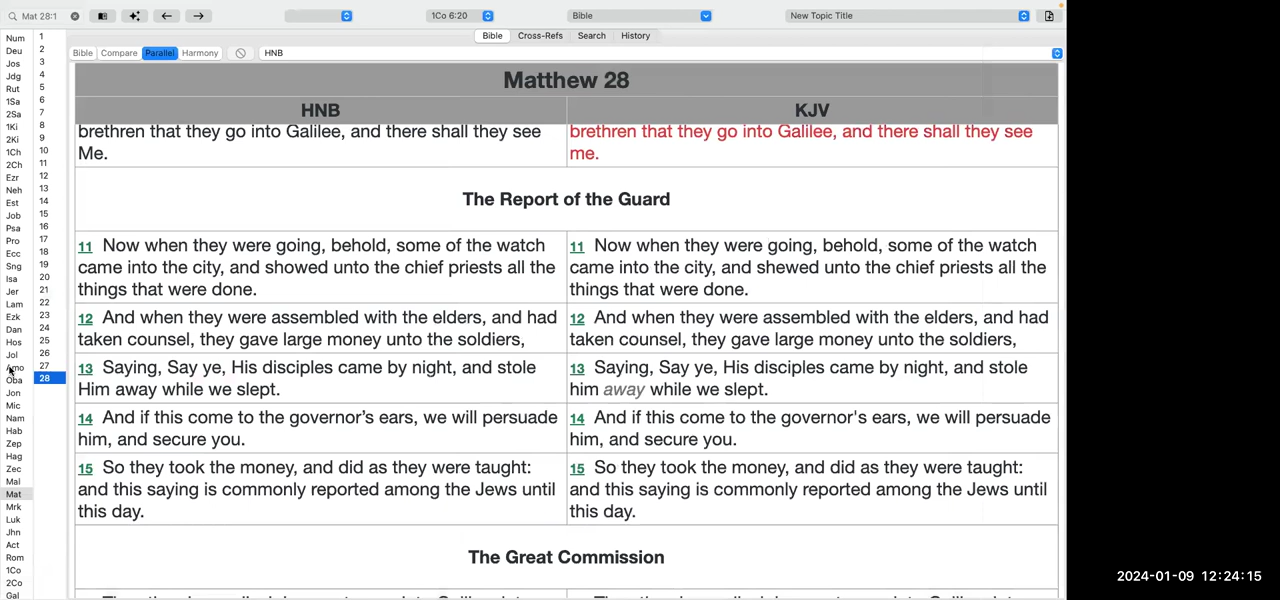 Mat 28:1
1Co 6:20
Bible
New Topic Title
Bible Cross-Refs Search History
Bible Compare Parallel Harmony HNB
Matthew 28
HNB KJV
brethren that they go into Galilee, and there shall they see
Me.
brethren that they go into Galilee, and there shall they see
me.
The Report of the Guard
11 Now when they were going, behold, some of the watch
came into the city, and showed unto the chief priests all the
things that were done.
11 Now when they were going, behold, some of the watch
came into the city, and shewed unto the chief priests all the
things that were done.
12 And when they were assembled with the elders, and had
taken counsel, they gave large money unto the soldiers,
12 And when they were assembled with the elders, and had
taken counsel, they gave large money unto the soldiers,
13 Saying, Say ye, His disciples came by night, and stole
Him away while we slept.
13 Saying, Say ye, His disciples came by night, and stole
him away while we slept.
14 And if this come to the governor’s ears, we will persuade
him, and secure you.
14 And if this come to the governor's ears, we will persuade
him, and secure you.
15 So they took the money, and did as they were taught:
and this saying is commonly reported among the Jews until
this day.
15 So they took the money, and did as they were taught:
and this saying is commonly reported among the Jews until
this day.
The Great Commission
Num
Deu
Jos
Jdg
Rut
1Sa
2Sa
1Ki
2Ki
1Ch
2Ch
Ezr
Neh
Est
Job
Psa
Pro
Ecc
Sng
Isa
Jer
Lam
Ezk
Dan
Hos
Jol
Oba
Jon
Mic
Nam
Hab
Zep
Hag
Zec
Mal
Mat
Mrk
Luk
Jhn
Act
Rom
1Co
2Co
Gal
1
2
3
4
5
6
7
8
9
10
11
12
13
14
15
16
17
18
19
20
21
22
23
24
25
26
27
28
2024-01-09 12:24:15